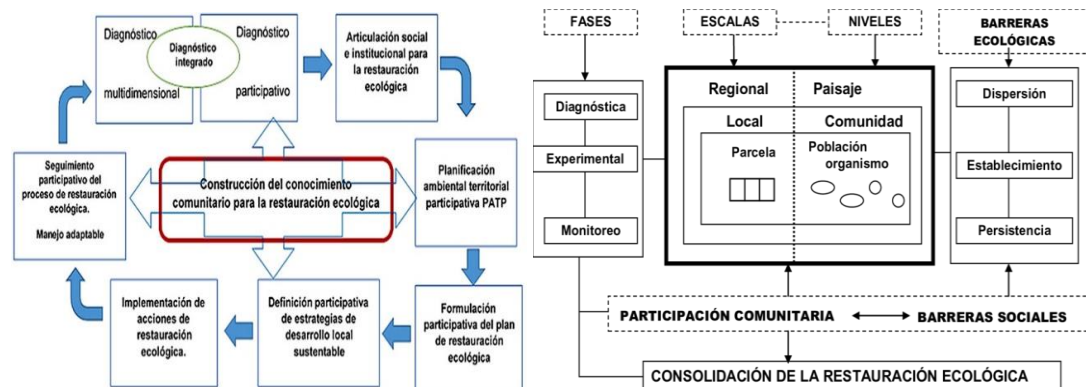 Diagnóstico
multidimensional
Diagnóstico
integrado
Diagnóstico
participativo
Articulación social
e institucional para
la restauración
ecológica
Seguimiento
participativo del
proceso de restauración
ecológica.
Manejo adaptable
Construcción del conocimiento
comunitario para la restauración ecológica
Planificación
ambiental territorial
participativa PATP
Implementación de
acciones de
restauración
ecológica.
Definición participativa
de estrategias de
desarrollo local
sustentable
Formulación
participativa del plan
de restauración
ecológica
FASES
ESCALAS
NIVELES
BARRERAS
ECOLÓGICAS
Diagnóstica
Experimental
Monitoreo
Regional
Paisaje
Local
Comunidad
Parcela
Población
organismo
Dispersión
Establecimiento
Persistencia
PARTICIPACIÓN COMUNITARIA
BARRERAS SOCIALES
CONSOLIDACIÓN DE LA RESTAURACIÓN ECOLÓGICA